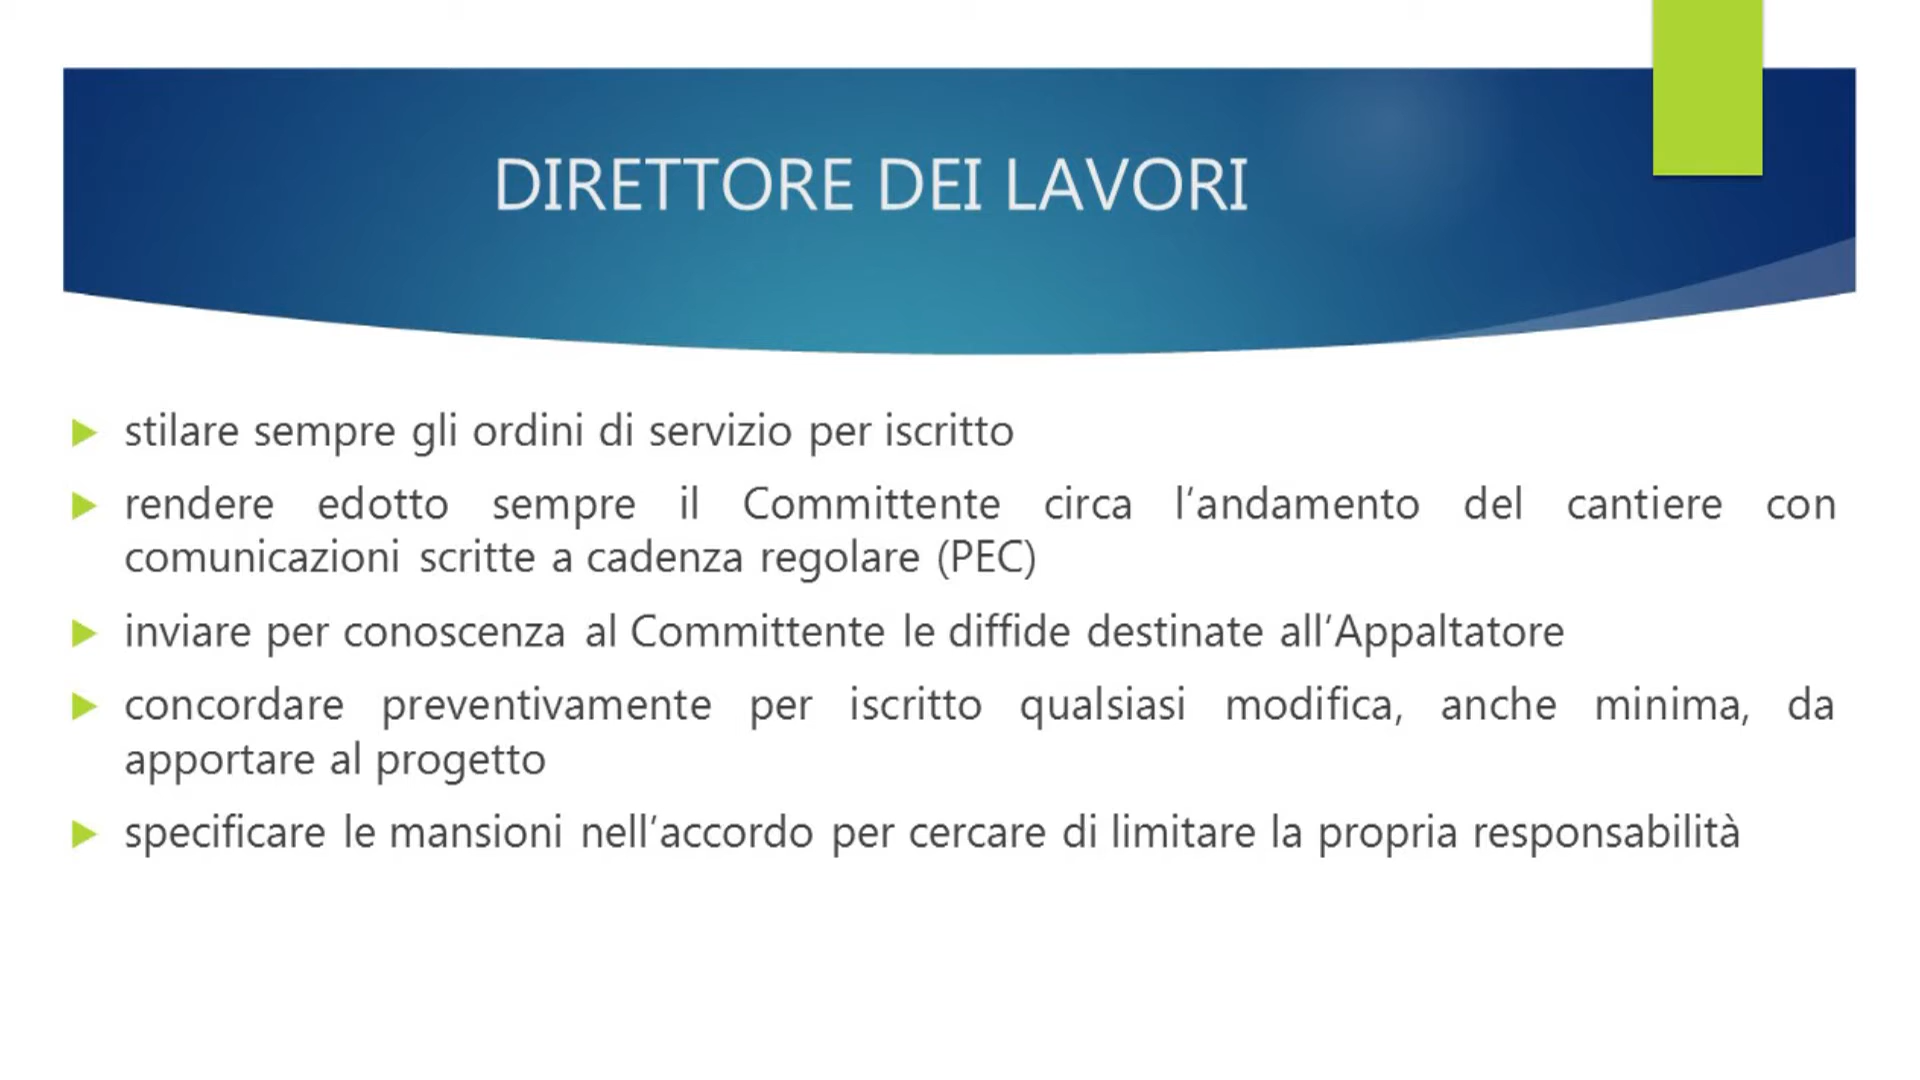 DIRETTORE DEI LAVORI
stilare sempre gli ordini di servizio per iscritto
rendere edotto sempre il Committente circa l’andamento del cantiere con
comunicazioni scritte a cadenza regolare (PEC)
inviare per conoscenza al Committente le diffide destinate all’Appaltatore
concordare preventivamente per iscritto qualsiasi modifica, anche minima, da
apportare al progetto
specificare le mansioni nell’accordo per cercare di limitare la propria responsabilità